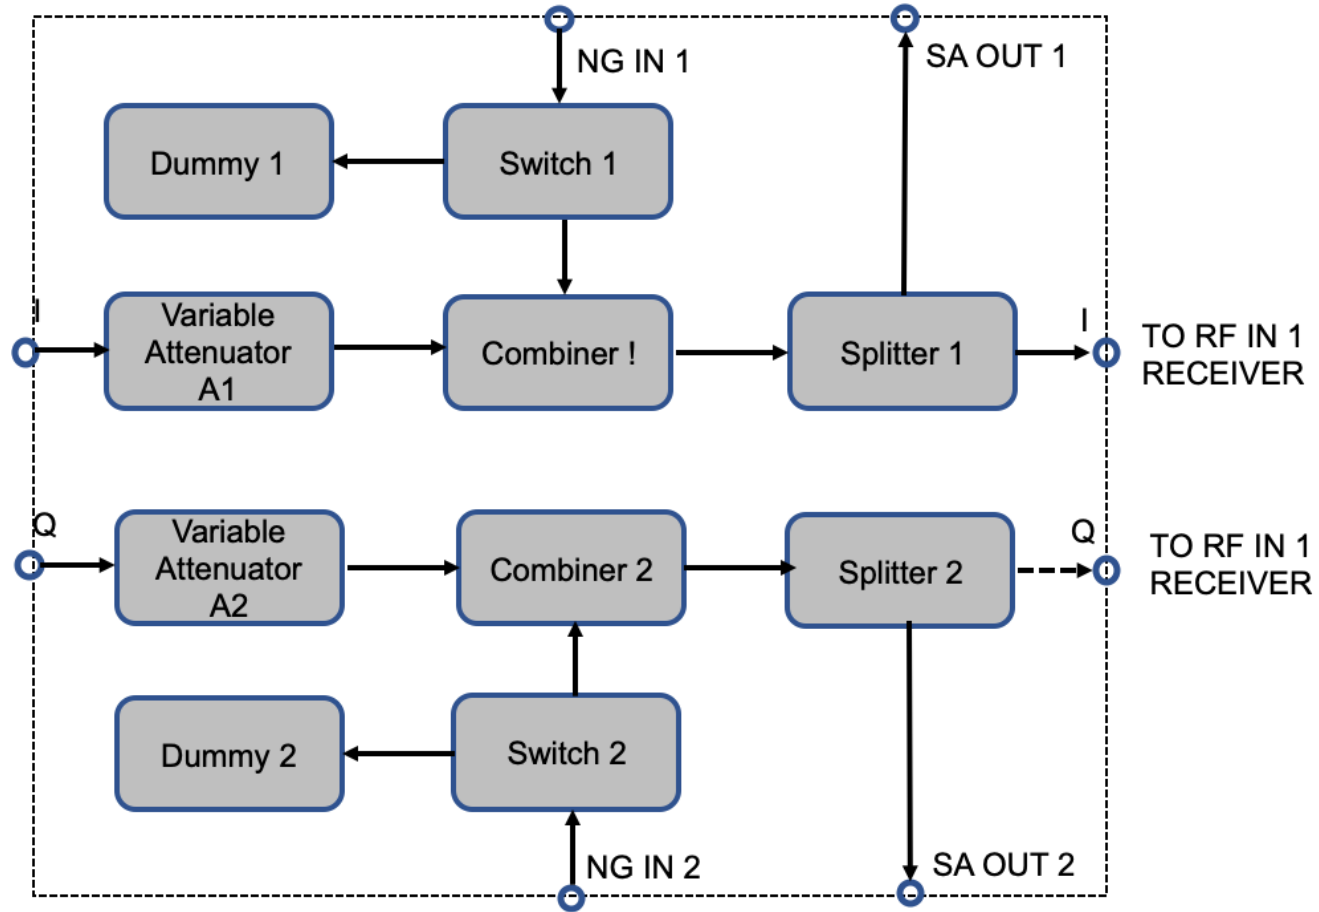 NG IN 1
SA OUT 1
Dummy 1
Switch 1
I
Variable
Attenuator
A1
Combiner !
Splitter 1
I
TO RF IN 1
RECEIVER
Q
Variable
Attenuator
A2
Combiner 2
Splitter 2
Q
TO RF IN 1
RECEIVER
Dummy 2
Switch 2
NG IN 2
SA OUT 2